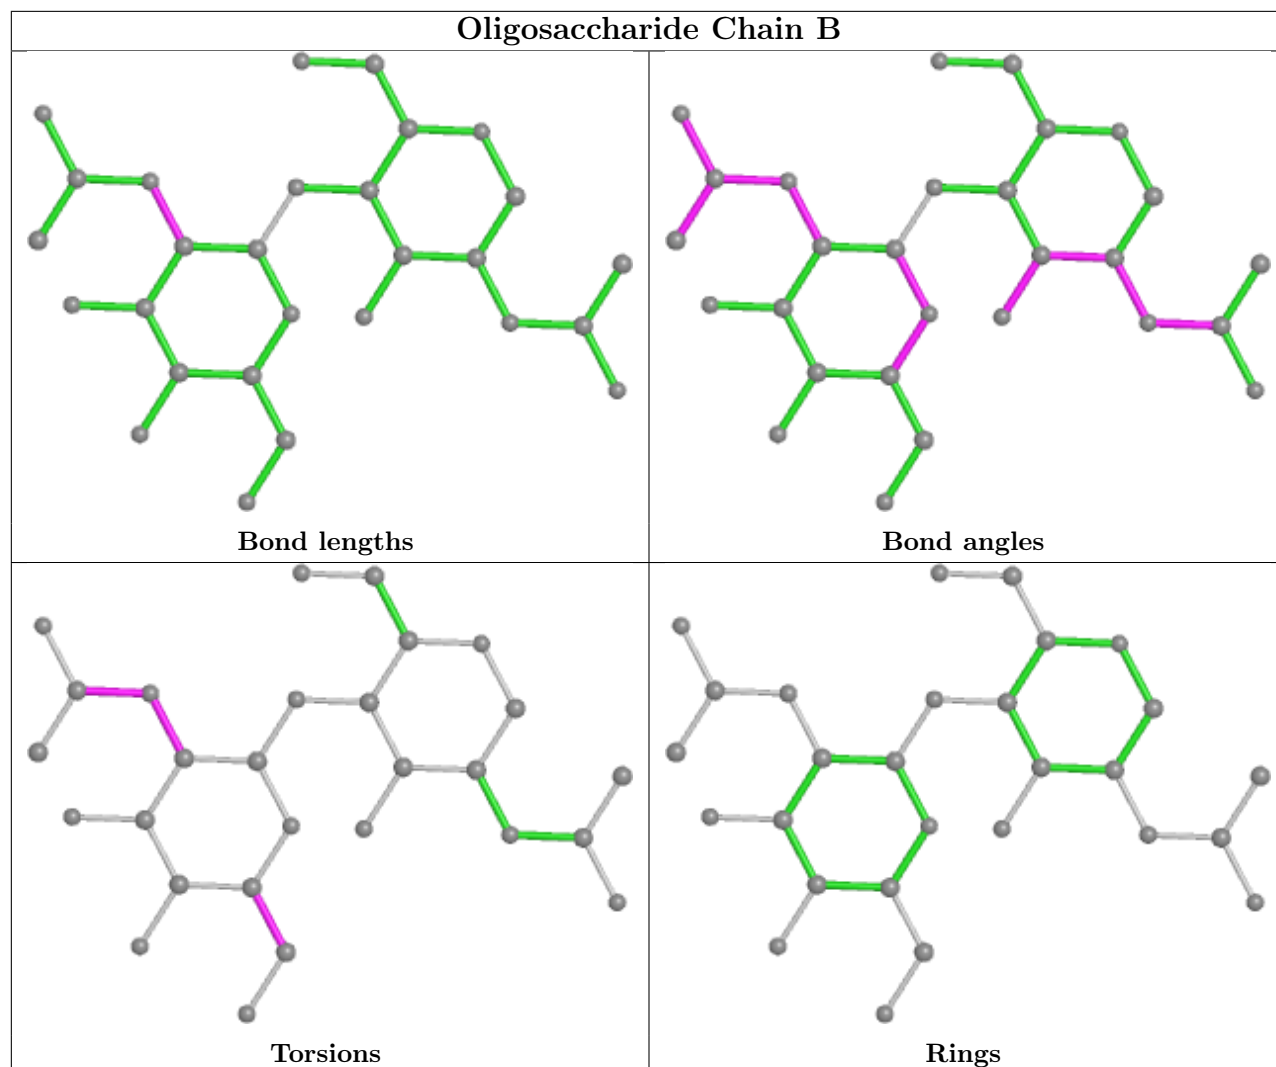 Oligosaccharide Chain B
Bond lengths
Bond angles
Torsions
Rings